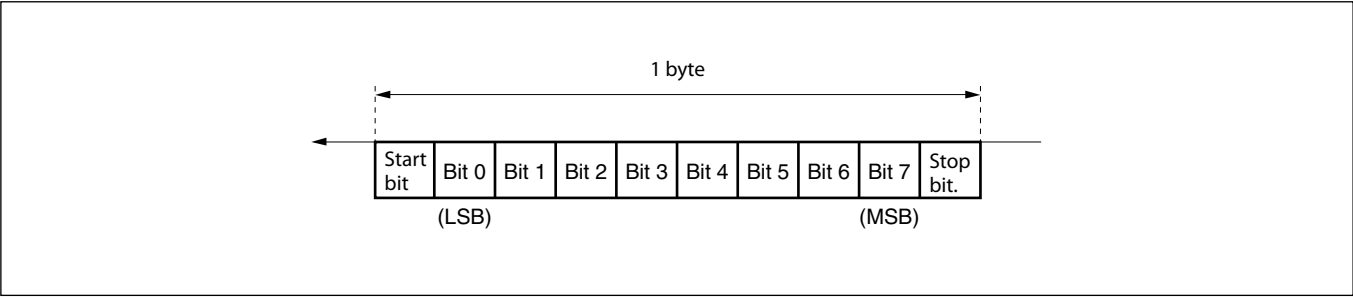 1 byte
Start
bit
Bit 0 Bit 1 Bit 2 Bit 3 Bit 4 Bit 5 Bit 6 Bit 7
Stop
bit.
(LSB) (MSB)